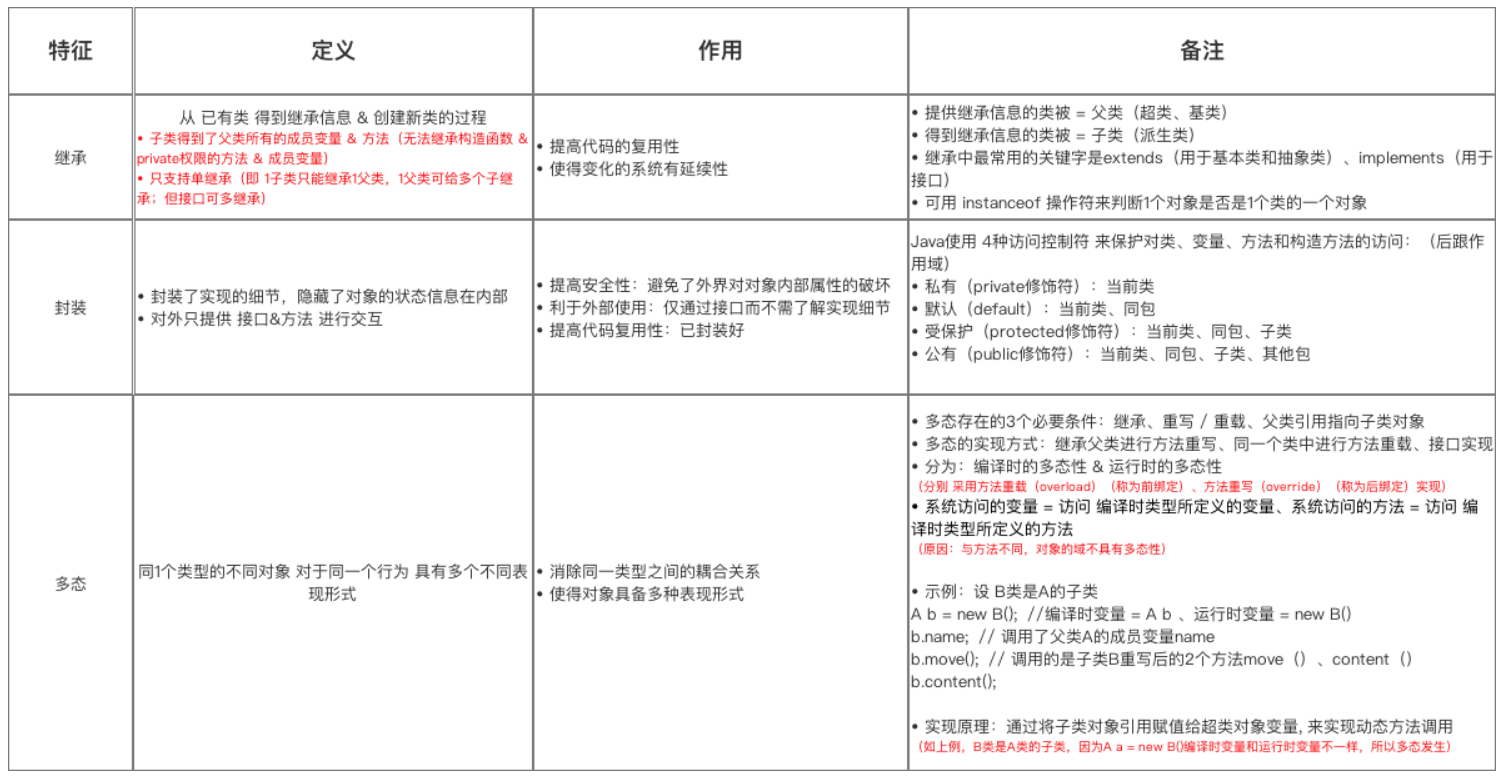 特征
定义
作用
备注
继承
从 已有类 得到继承信息 & 创建新类的过程
• 子类得到了父类所有的成员变量 & 方法（无法继承构造函数 &
private权限的方法 & 成员变量）
• 只支持单继承（即 1子类只能继承1父类，1父类可给多个子继
承；但接口可多继承）
• 提高代码的复用性
• 使得变化的系统有延续性
• 提供继承信息的类被 = 父类（超类、基类）
• 得到继承信息的类被 = 子类（派生类）
• 继承中最常用的关键字是extends（用于基本类和抽象类）、implements（用于
接口）
• 可用 instanceof 操作符来判断1个对象是否是1个类的一个对象
封装
• 封装了实现的细节，隐藏了对象的状态信息在内部
• 对外只提供 接口&方法 进行交互
• 提高安全性：避免了外界对对象内部属性的破坏
• 利于外部使用：仅通过接口而不需了解实现细节
• 提高代码复用性：已封装好
Java使用 4种访问控制符 来保护对类、变量、方法和构造方法的访问：（后跟作
用域）
• 私有（private修饰符）：当前类
• 默认（default）：当前类、同包
• 受保护（protected修饰符）：当前类、同包、子类
• 公有（public修饰符）：当前类、同包、子类、其他包
多态
同1个类型的不同对象 对于同一个行为 具有多个不同表
现形式
• 消除同一类型之间的耦合关系
• 使得对象具备多种表现形式
• 多态存在的3个必要条件：继承、重写 / 重载、父类引用指向子类对象
• 多态的实现方式：继承父类进行方法重写、同一个类中进行方法重载、接口实现
• 分为：编译时的多态性 & 运行时的多态性
（分别 采用方法重载（overload）（称为前绑定）、方法重写（override）（称为后绑定）实现）
• 系统访问的变量 = 访问 编译时类型所定义的变量、系统访问的方法 = 访问 编
译时类型所定义的方法
（原因：与方法不同，对象的域不具有多态性）
• 示例：设 B类是A的子类
A b = new B(); //编译时变量 = A b 、运行时变量 = new B()
b.name; // 调用了父类A的成员变量name
b.move(); // 调用的是子类B重写后的2个方法move（）、content（）
b.content();
• 实现原理：通过将子类对象引用赋值给超类对象变量, 来实现动态方法调用
（如上例，B类是A类的子类，因为A a = new B()编译时变量和运行时变量不一样，所以多态发生）